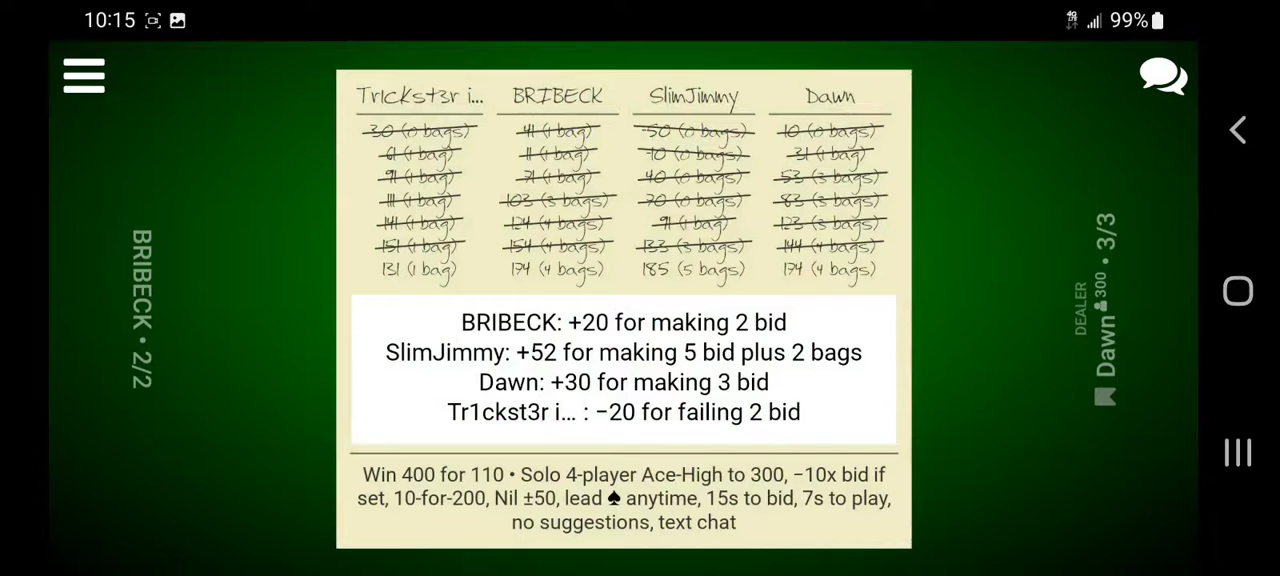 10:15
4G 99%
Tr1ckst3r i... BRIBECK SlimJimmy Dawn
30 (0 bags) 41 (1 bag) -50 (0 bags) 10 (0 bags)
61 (1 bag) 11 (1 bag) -10 (0 bags) 31 (1 bag)
91 (1 bag) 71 (1 bag) 40 (0 bags) 53 (3 bags)
111 (1 bag) 103 (3 bags) 70 (0 bags) 83 (3 bags)
141 (1 bag) 124 (4 bags) 91 (1 bag) 123 (3 bags)
151 (1 bag) 154 (4 bags) 133 (3 bags) 144 (4 bags)
131 (1 bag) 174 (4 bags) 185 (5 bags) 174 (4 bags)
BRIBECK: +20 for making 2 bid
SlimJimmy: +52 for making 5 bid plus 2 bags
Dawn: +30 for making 3 bid
Tr1ckst3r i... : −20 for failing 2 bid
Win 400 for 110 • Solo 4-player Ace-High to 300, −10x bid if
set, 10-for-200, Nil ±50, lead ♠ anytime, 15s to bid, 7s to play,
no suggestions, text chat
BRIBECK • 2/2
DEALER
Dawn 300 • 3/3